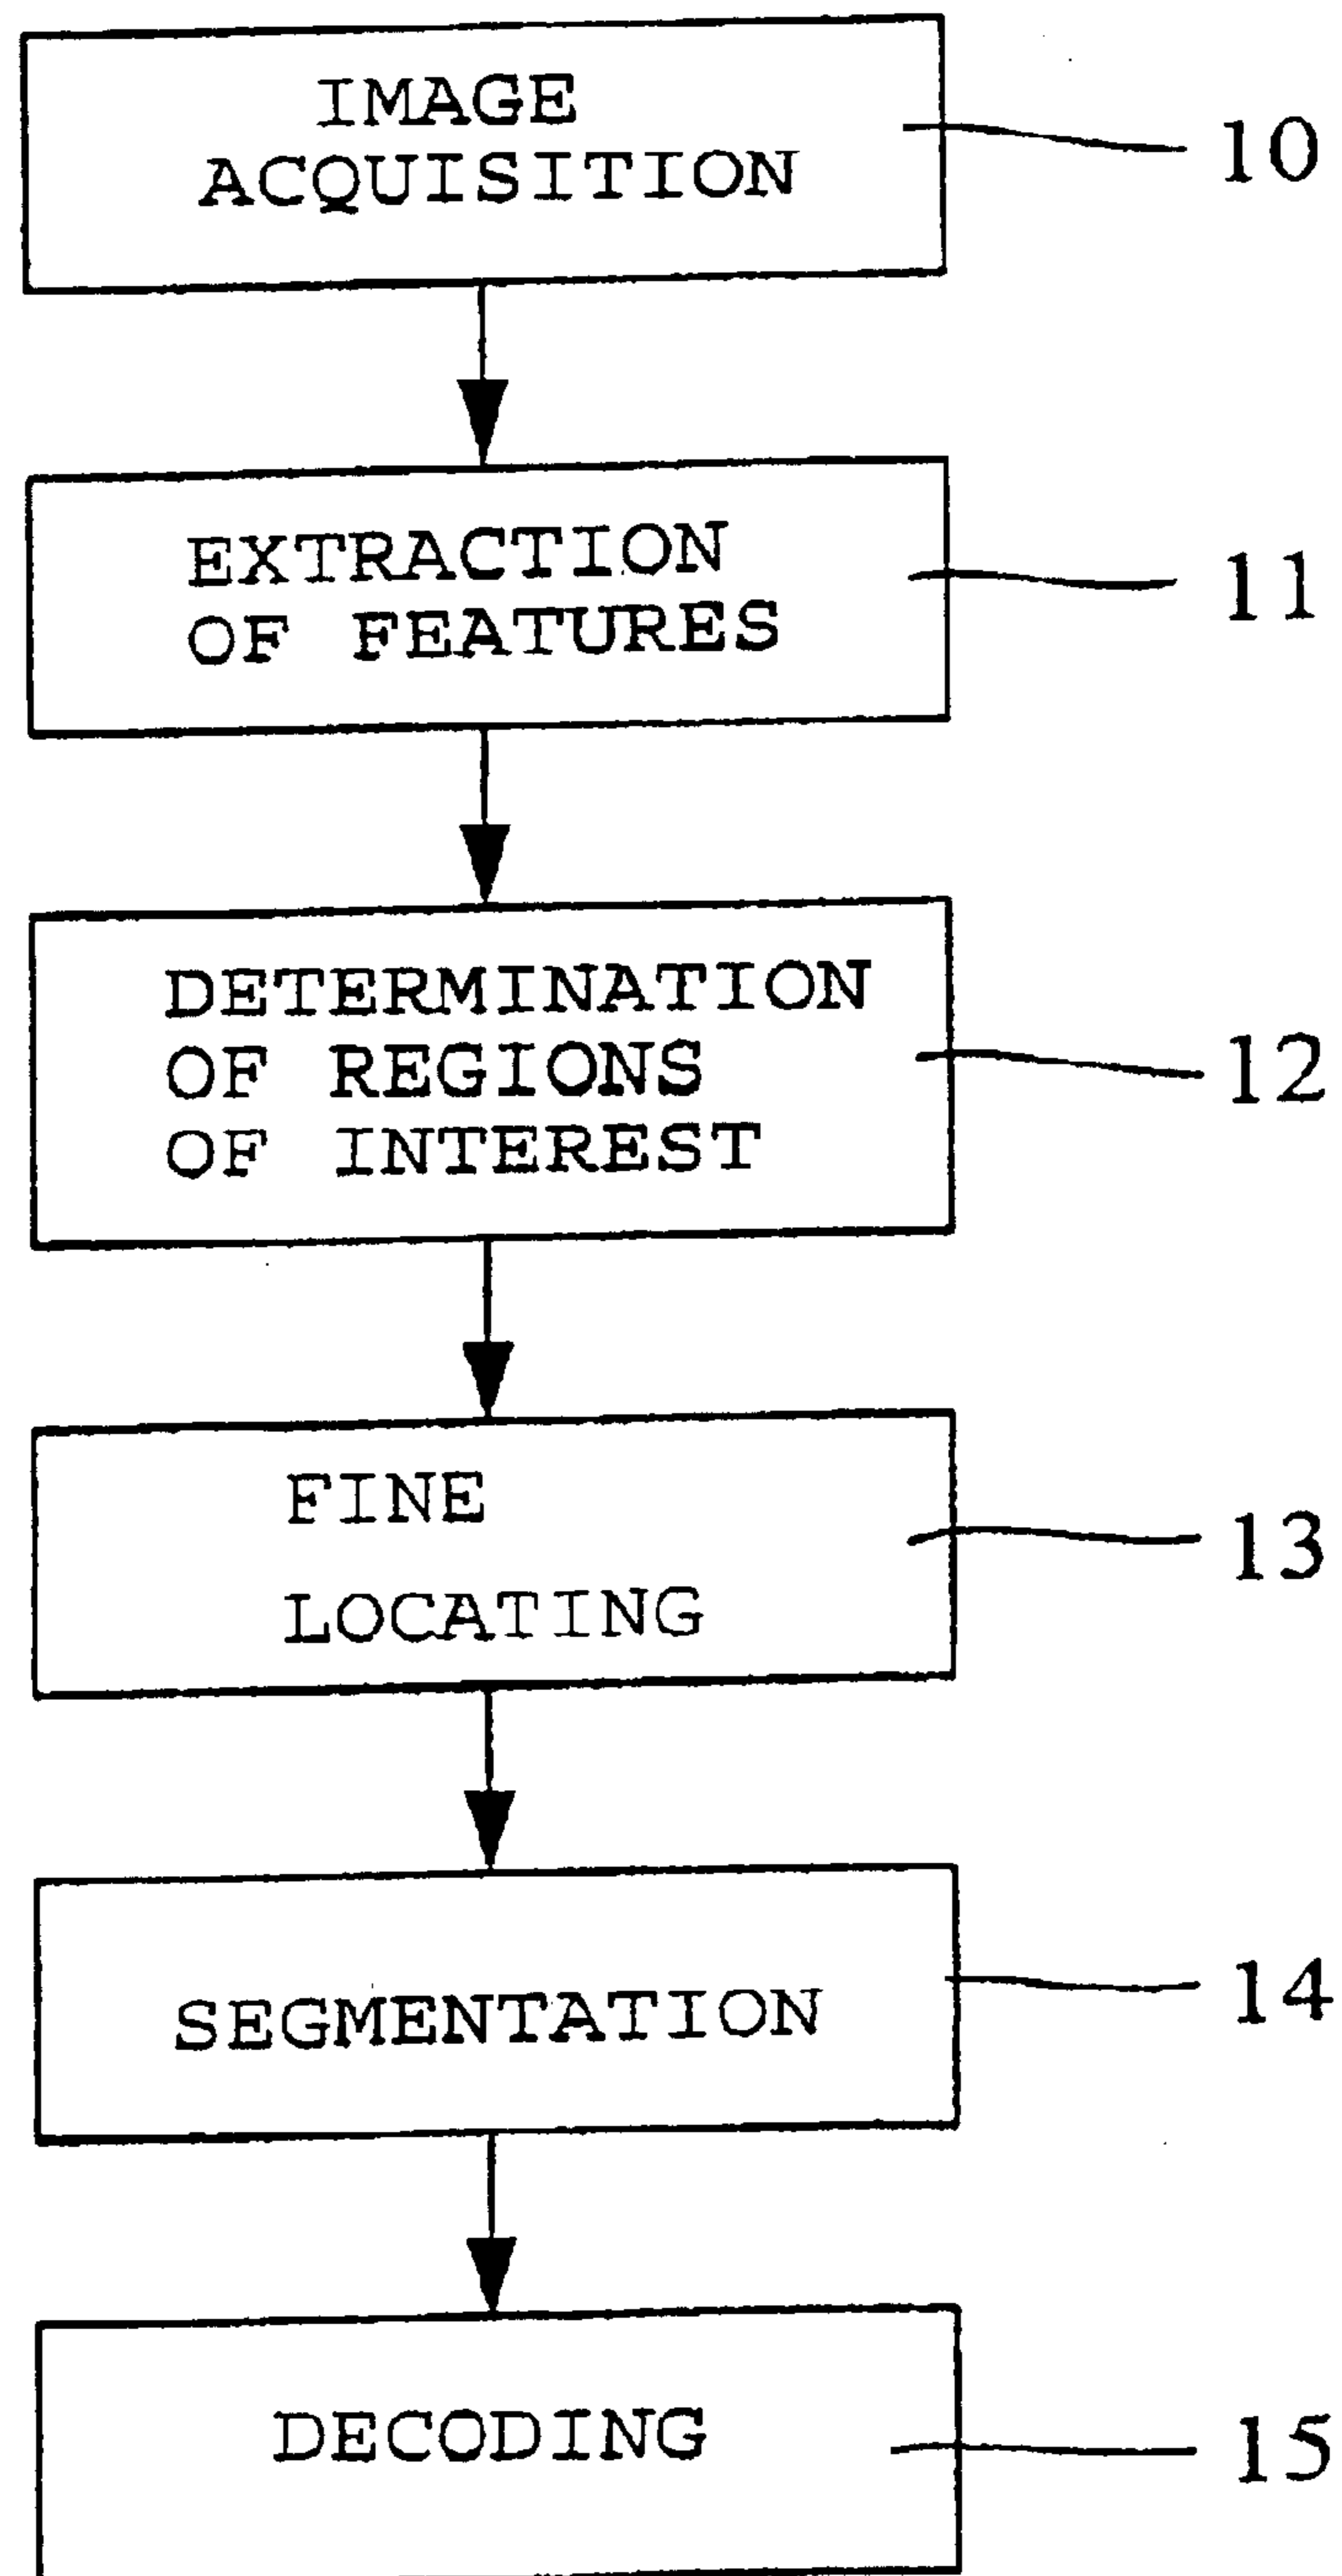 IMAGE
ACQUISITION
10
EXTRACTION
OF FEATURES
11
DETERMINATION
OF REGIONS
OF INTEREST
12
FINE
LOCATING
13
SEGMENTATION
14
DECODING
15